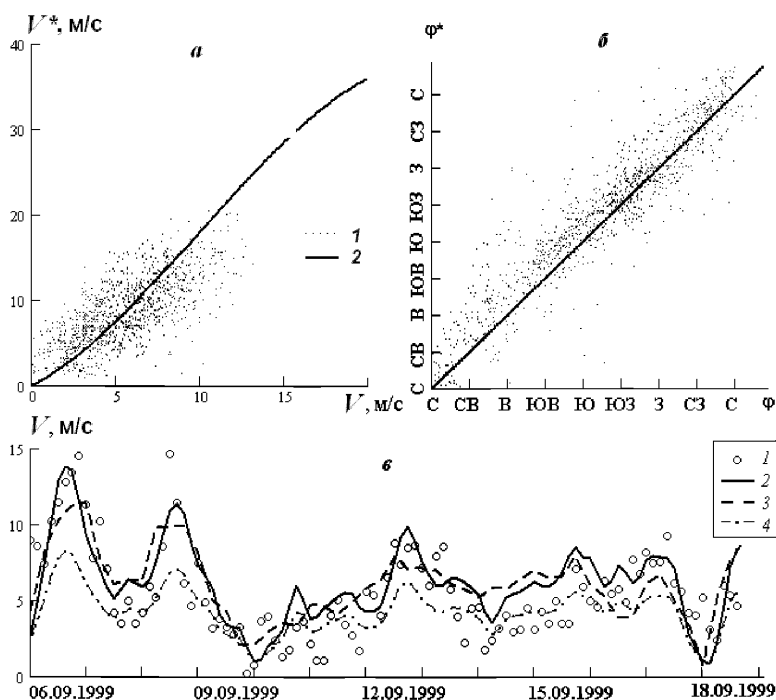 V*, м/с
а
40
30
20
10
0
0
5
10
15
V, м/с
1
2
φ*
б
С
СЗ
З
ЮЗ
Ю
ЮВ
В
СВ
С
С СВ В ЮВ Ю ЮЗ З СЗ С φ
V, м/с
в
15
10
5
0
06.09.1999 09.09.1999 12.09.1999 15.09.1999 18.09.1999
1
2
3
4